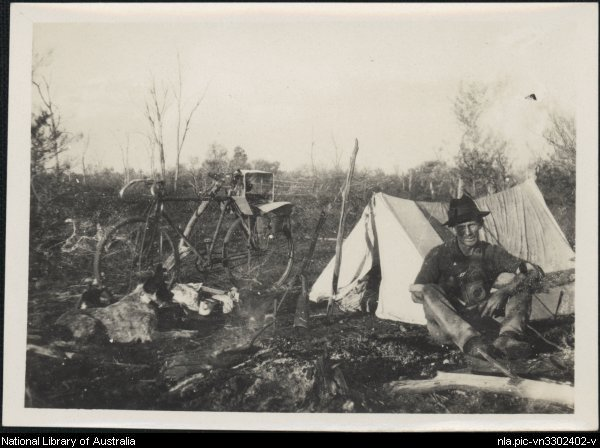 National Library of Australia
nla.pic-vn3302402-v